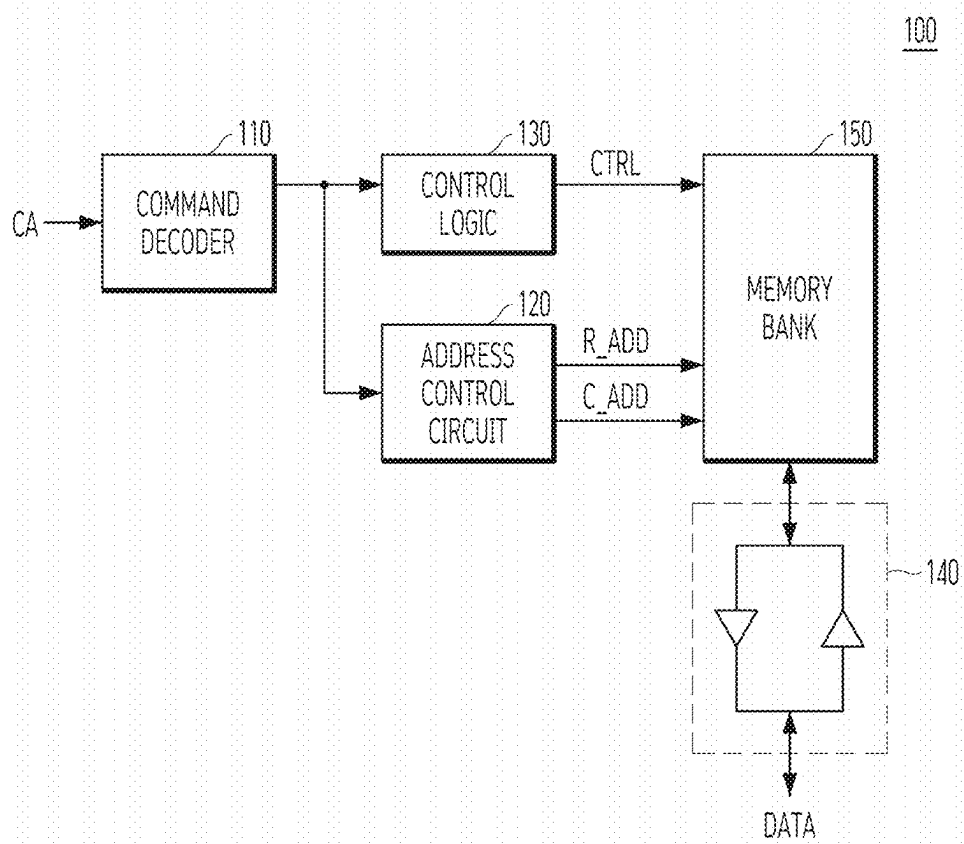 100
110
130
150
COMMAND
DECODER
CA
CONTROL
LOGIC
CTRL
MEMORY
BANK
120
ADDRESS
CONTROL
CIRCUIT
R_ADD
C_ADD
140
DATA